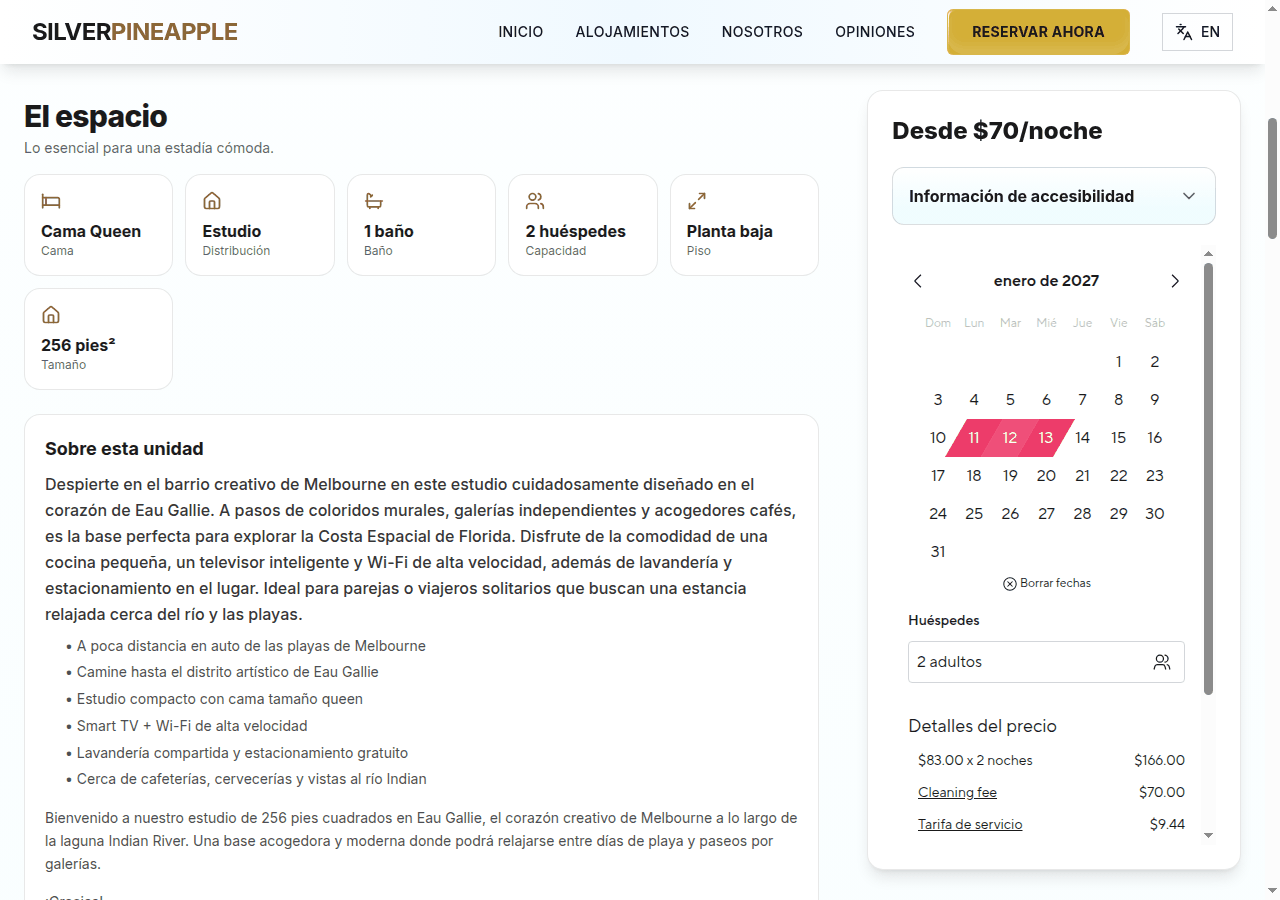 SILVERPINEAPPLE
INICIO
ALOJAMIENTOS
NOSOTROS
OPINIONES
RESERVAR AHORA
EN
El espacio
Lo esencial para una estadía cómoda.
Cama Queen
Cama
Estudio
Distribución
1 baño
Baño
2 huéspedes
Capacidad
Planta baja
Piso
256 pies²
Tamaño
Sobre esta unidad
Despierte en el barrio creativo de Melbourne en este estudio cuidadosamente diseñado en el
corazón de Eau Gallie. A pasos de coloridos murales, galerías independientes y acogedores cafés,
es la base perfecta para explorar la Costa Espacial de Florida. Disfrute de la comodidad de una
cocina pequeña, un televisor inteligente y Wi-Fi de alta velocidad, además de lavandería y
estacionamiento en el lugar. Ideal para parejas o viajeros solitarios que buscan una estancia
relajada cerca del río y las playas.
• A poca distancia en auto de las playas de Melbourne
• Camine hasta el distrito artístico de Eau Gallie
• Estudio compacto con cama tamaño queen
• Smart TV + Wi-Fi de alta velocidad
• Lavandería compartida y estacionamiento gratuito
• Cerca de cafeterías, cervecerías y vistas al río Indian
Bienvenido a nuestro estudio de 256 pies cuadrados en Eau Gallie, el corazón creativo de Melbourne a lo largo de
la laguna Indian River. Una base acogedora y moderna donde podrá relajarse entre días de playa y paseos por
galerías.
Desde $70/noche
Información de accesibilidad
enero de 2027
Dom Lun Mar Mié Jue Vie Sáb
1 2
3 4 5 6 7 8 9
10 11 12 13 14 15 16
17 18 19 20 21 22 23
24 25 26 27 28 29 30
31
Borrar fechas
Huéspedes
2 adultos
Detalles del precio
$83.00 x 2 noches $166.00
Cleaning fee $70.00
Tarifa de servicio $9.44